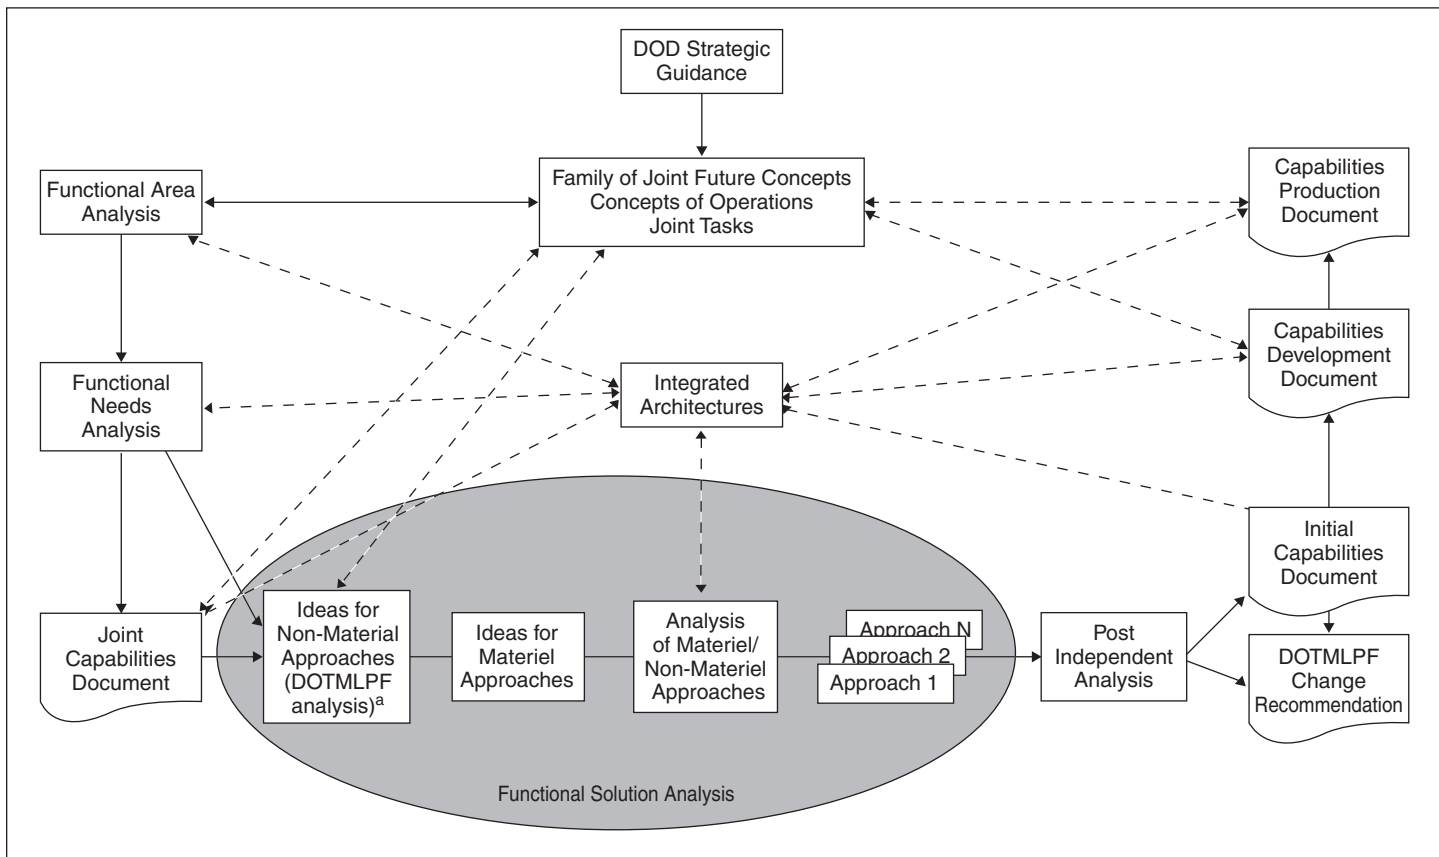 DOD Strategic
Guidance
Functional Area
Analysis
Family of Joint Future Concepts
Concepts of Operations
Joint Tasks
Capabilities
Production
Document
Functional
Needs
Analysis
Integrated
Architectures
Capabilities
Development
Document
Joint
Capabilities
Document
Ideas for
Non-Material
Approaches
(DOTMLPF
analysis)ᵃ
Ideas for
Materiel
Approaches
Analysis
of Materiel/
Non-Materiel
Approaches
Approach N
Approach 2
Approach 1
Post
Independent
Analysis
Initial
Capabilities
Document
DOTMLPF
Change
Recommendation
Functional Solution Analysis